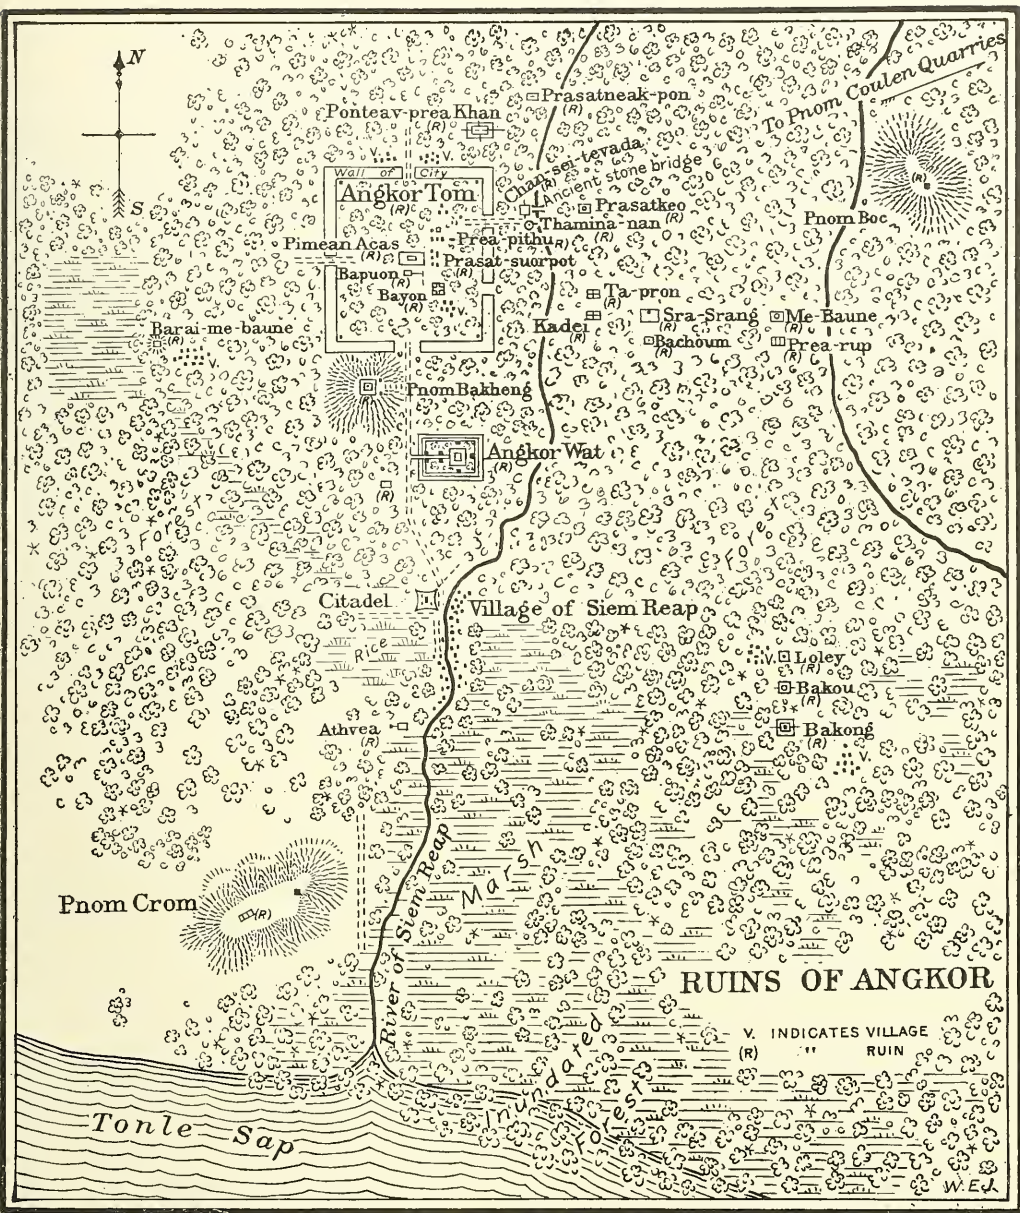 N
S
To Pnom Coulen Quarries
Prasatneak-pon
(R)
Ponteay-prea Khan
(R)
V.
V.
Wall of City
Angkor Tom
(R)
Chan-sei-tevada
(R)
Ancient stone bridge
Prasatkeo
(R)
Thamina-nan
(R)
Pnom Boc
(R)
Prea-pithu
(R)
Pimean Acas
(R)
Prasat-suorpot
(R)
Bapuon
(R)
Bayon
(R)
V.
Ta-pron
(R)
Kadei
(R)
Sra-Srang
(R)
Me-Baune
(R)
Bachoum
(R)
Prea-rup
(R)
Barai-me-baune
(R)
V.
Pnom Bakheng
(R)
Angkor Wat
(R)
(R)
Forest
Forest
Citadel
Village of Siem Reap
Rice
V.
Loley
(R)
Bakou
(R)
Bakong
(R)
V.
Athvea
(R)
Pnom Crom
(R)
River of Siem Reap
Marsh
RUINS OF ANGKOR
V. INDICATES VILLAGE
(R) " RUIN
Inundated
Forest
Tonle Sap
W.E.J.